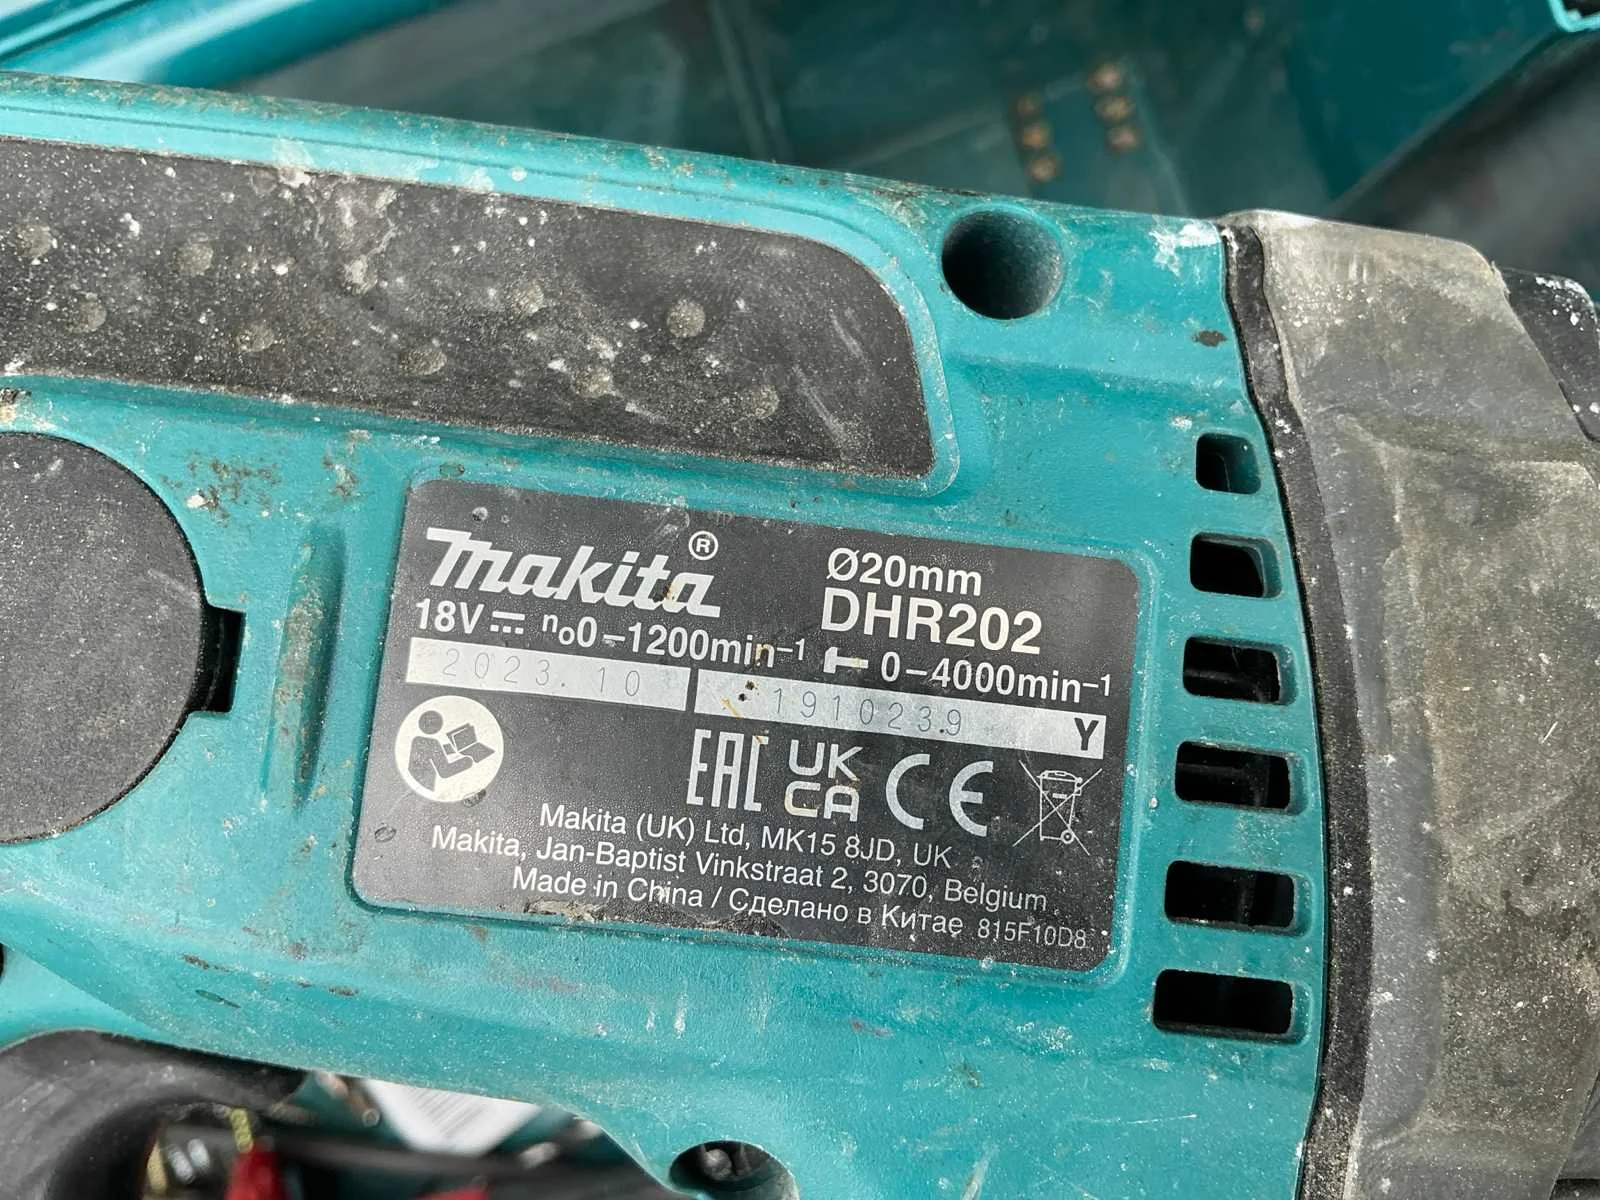 makita®
Ø20mm
DHR202
18V⎓ no0–1200min–1 0–4000min–1
2023.10 1910239 Y
EAC UK CA CE
Makita (UK) Ltd, MK15 8JD, UK
Makita, Jan-Baptist Vinkstraat 2, 3070, Belgium
Made in China / Сделано в Китае 815F10D8